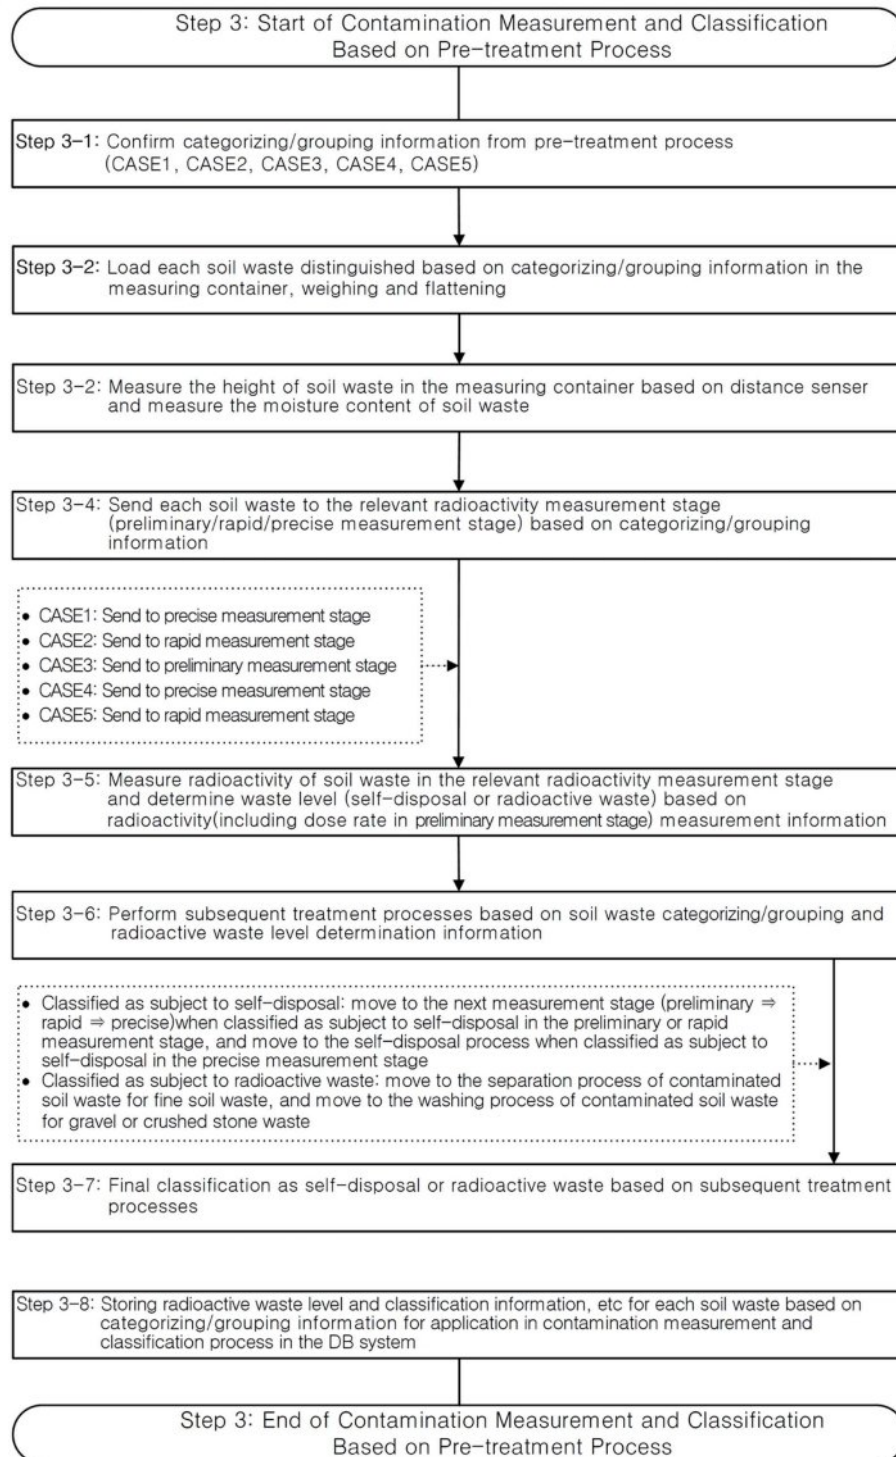 Step 3: Start of Contamination Measurement and Classification
Based on Pre-treatment Process
Step 3-1: Confirm categorizing/grouping information from pre-treatment process
(CASE1, CASE2, CASE3, CASE4, CASE5)
Step 3-2: Load each soil waste distinguished based on categorizing/grouping information in the
measuring container, weighing and flattening
Step 3-2: Measure the height of soil waste in the measuring container based on distance senser
and measure the moisture content of soil waste
Step 3-4: Send each soil waste to the relevant radioactivity measurement stage
(preliminary/rapid/precise measurement stage) based on categorizing/grouping
information
• CASE1: Send to precise measurement stage
• CASE2: Send to rapid measurement stage
• CASE3: Send to preliminary measurement stage
• CASE4: Send to precise measurement stage
• CASE5: Send to rapid measurement stage
Step 3-5: Measure radioactivity of soil waste in the relevant radioactivity measurement stage
and determine waste level (self-disposal or radioactive waste) based on
radioactivity(including dose rate in preliminary measurement stage) measurement information
Step 3-6: Perform subsequent treatment processes based on soil waste categorizing/grouping and
radioactive waste level determination information
• Classified as subject to self-disposal: move to the next measurement stage (preliminary ⇒
rapid ⇒ precise)when classified as subject to self-disposal in the preliminary or rapid
measurement stage, and move to the self-disposal process when classified as subject to
self-disposal in the precise measurement stage
• Classified as subject to radioactive waste: move to the separation process of contaminated
soil waste for fine soil waste, and move to the washing process of contaminated soil waste
for gravel or crushed stone waste
Step 3-7: Final classification as self-disposal or radioactive waste based on subsequent treatment
processes
Step 3-8: Storing radioactive waste level and classification information, etc for each soil waste based on
categorizing/grouping information for application in contamination measurement and
classification process in the DB system
Step 3: End of Contamination Measurement and Classification
Based on Pre-treatment Process